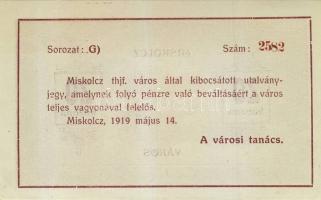 Sorozat: .G) Szám: 2582
Miskolcz thjf. város által kibocsátott utalvány-
jegy, amelynek folyó pénzre való beváltásáért a város
teljes vagyonával felelős.
Miskolcz, 1919 május 14.
A városi tanács.